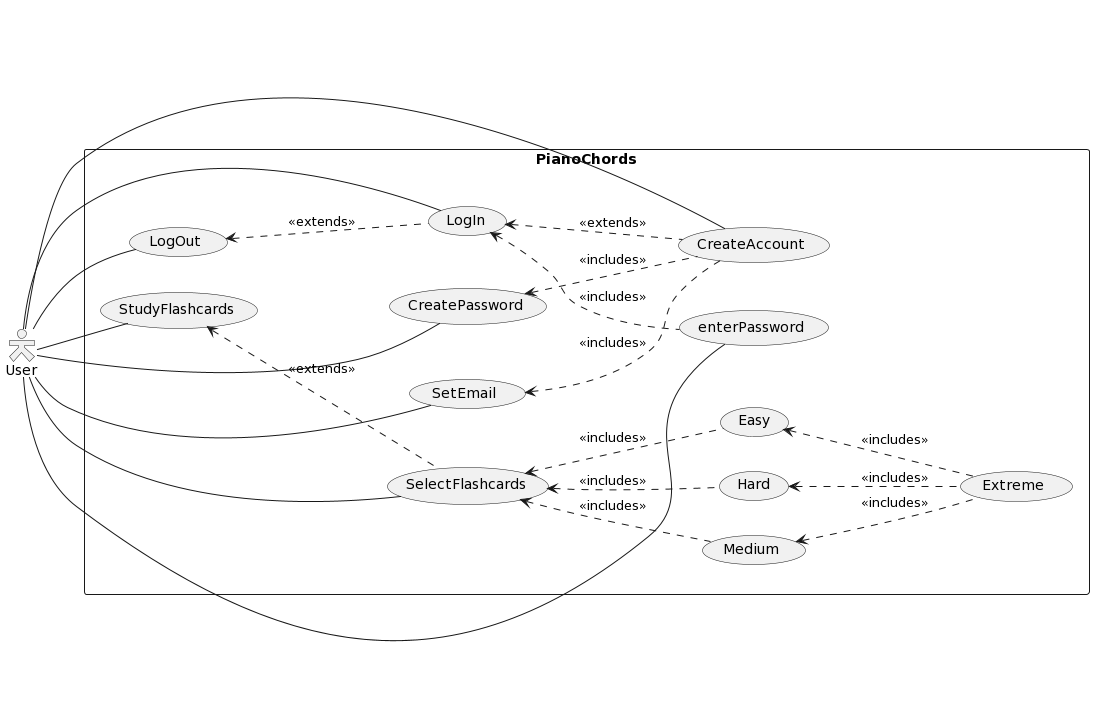 PianoChords
LogIn
«extends»
«extends»
LogOut
CreateAccount
«includes»
«includes»
StudyFlashcards
CreatePassword
enterPassword
«includes»
User
«extends»
SetEmail
Easy
«includes»
«includes»
SelectFlashcards
«includes»
Hard
«includes»
Extreme
«includes»
«includes»
Medium